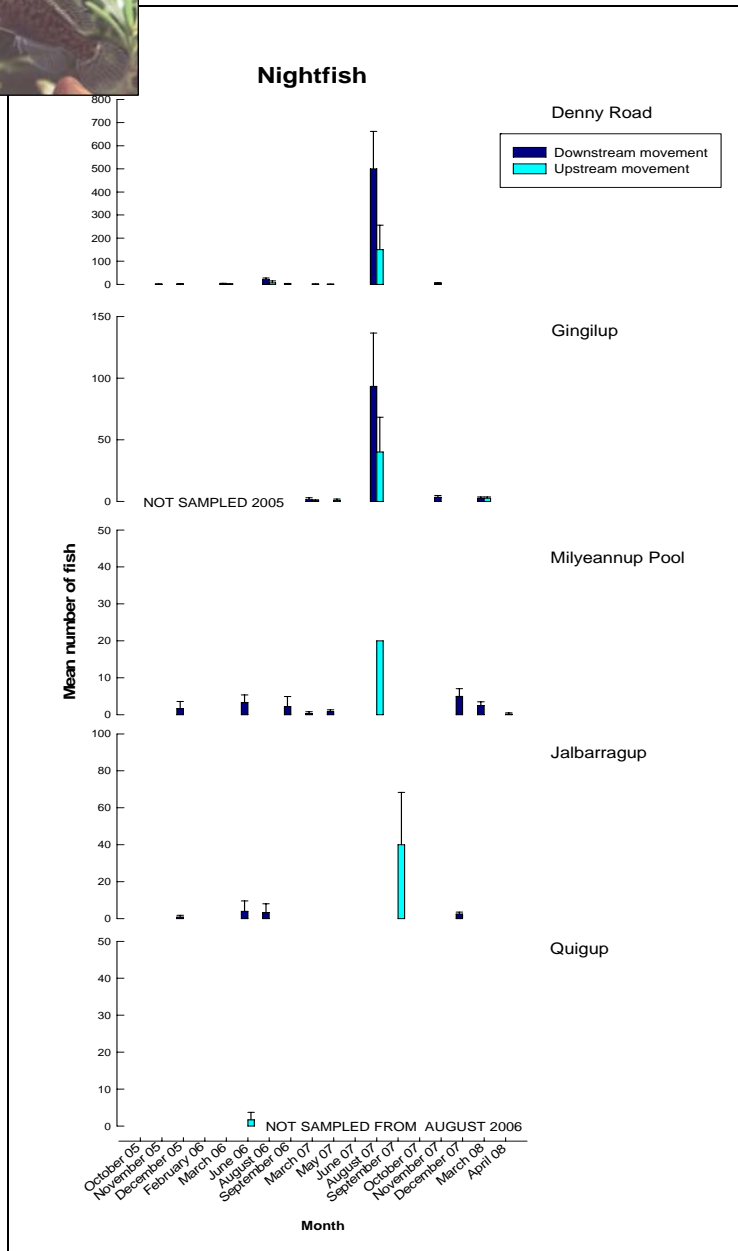 Nightfish
Denny Road
Downstream movement
Upstream movement
800
700
600
500
400
300
200
100
0
Gingilup
150
100
50
0
NOT SAMPLED 2005
Milyeannup Pool
50
40
30
20
10
0
Mean number of fish
Jalbarragup
100
80
60
40
20
0
Quigup
50
40
30
20
10
0
NOT SAMPLED FROM AUGUST 2006
October 05
November 05
December 05
February 06
March 06
June 06
August 06
September 06
March 07
May 07
June 07
August 07
September 07
October 07
November 07
December 07
March 08
April 08
Month